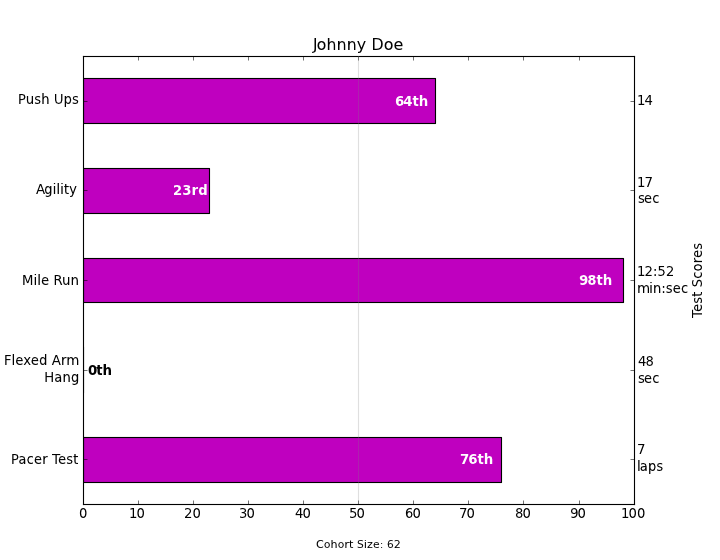 Johnny Doe
Push Ups
64th
14
Agility
23rd
17
sec
Mile Run
98th
12:52
min:sec
Test Scores
Flexed Arm
Hang
0th
48
sec
Pacer Test
76th
7
laps
0 10 20 30 40 50 60 70 80 90 100
Cohort Size: 62